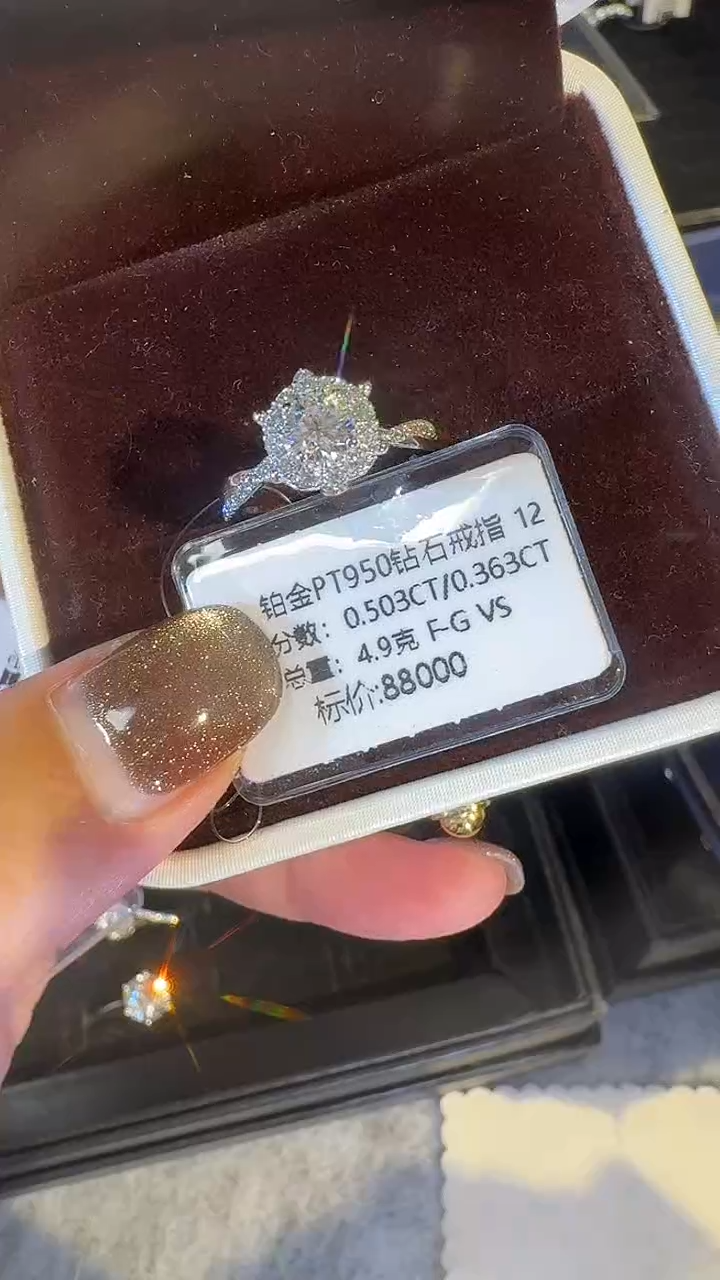 铂金PT950钻石戒指 12
分数：0.503CT/0.363CT
总重：4.9克 F-G VS
标价:88000